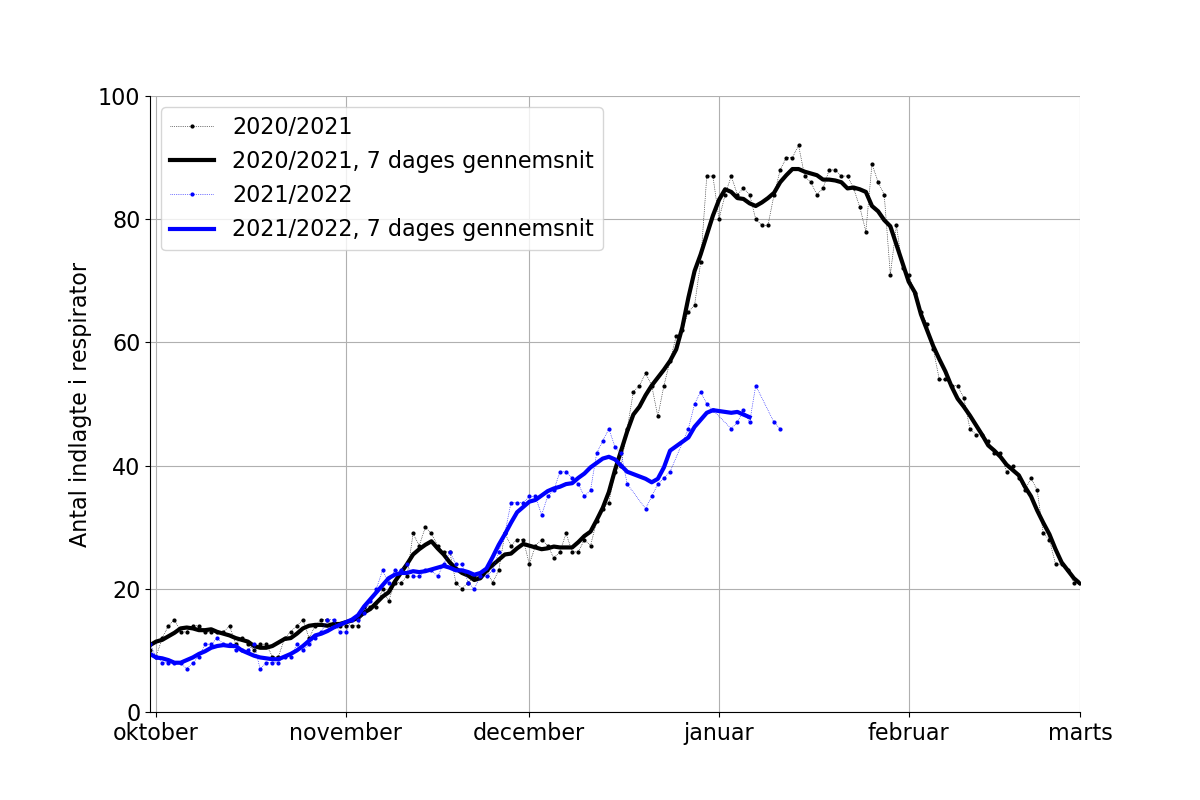 100
80
60
40
20
0
Antal indlagte i respirator
2020/2021
2020/2021, 7 dages gennemsnit
2021/2022
2021/2022, 7 dages gennemsnit
oktober november december januar februar marts